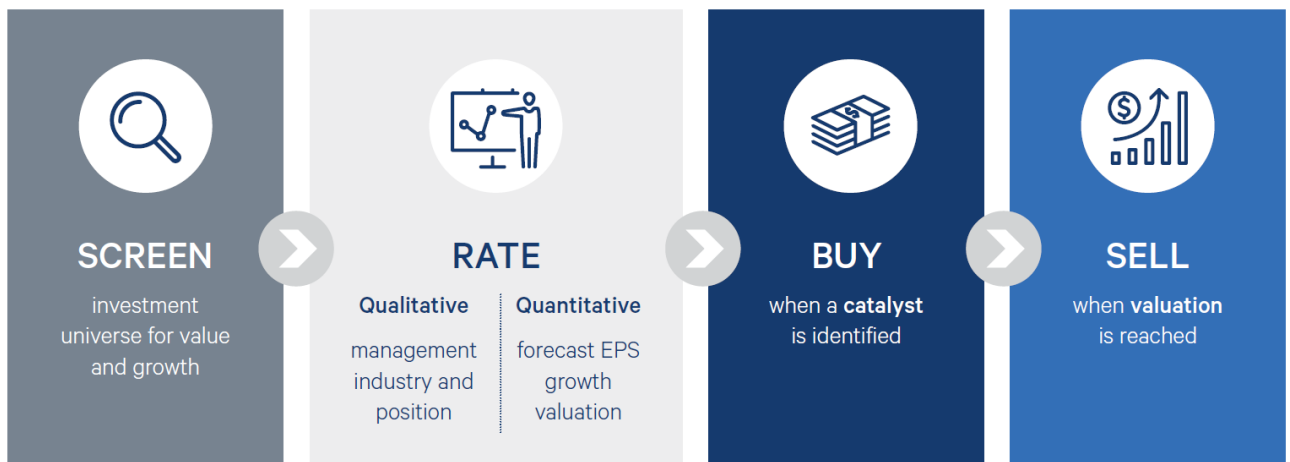 SCREEN
investment
universe for value
and growth
RATE
Qualitative
management
industry and
position
Quantitative
forecast EPS
growth
valuation
BUY
when a catalyst
is identified
SELL
when valuation
is reached
$
$